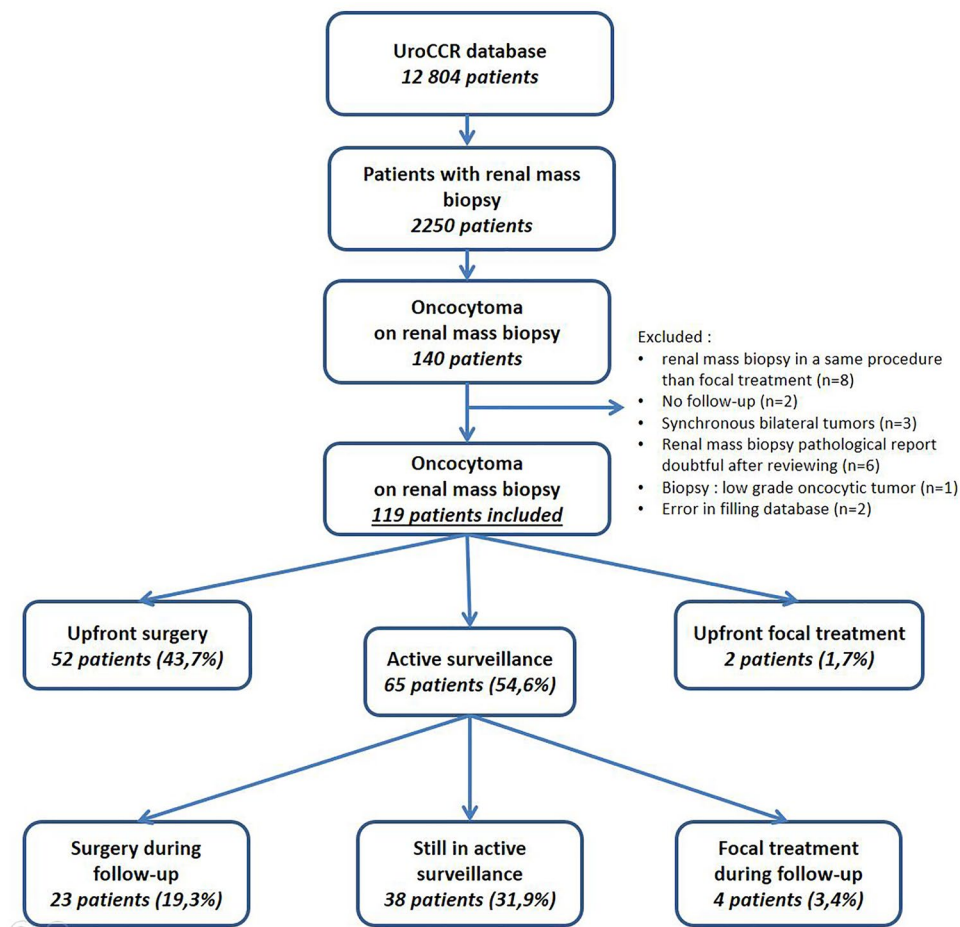 UroCCR database
12 804 patients
Patients with renal mass
biopsy
2250 patients
Oncocytoma
on renal mass biopsy
140 patients
Excluded :
• renal mass biopsy in a same procedure
than focal treatment (n=8)
• No follow-up (n=2)
• Synchronous bilateral tumors (n=3)
• Renal mass biopsy pathological report
doubtful after reviewing (n=6)
• Biopsy : low grade oncocytic tumor (n=1)
• Error in filling database (n=2)
Oncocytoma
on renal mass biopsy
119 patients included
Upfront surgery
52 patients (43,7%)
Active surveillance
65 patients (54,6%)
Upfront focal treatment
2 patients (1,7%)
Surgery during
follow-up
23 patients (19,3%)
Still in active
surveillance
38 patients (31,9%)
Focal treatment
during follow-up
4 patients (3,4%)